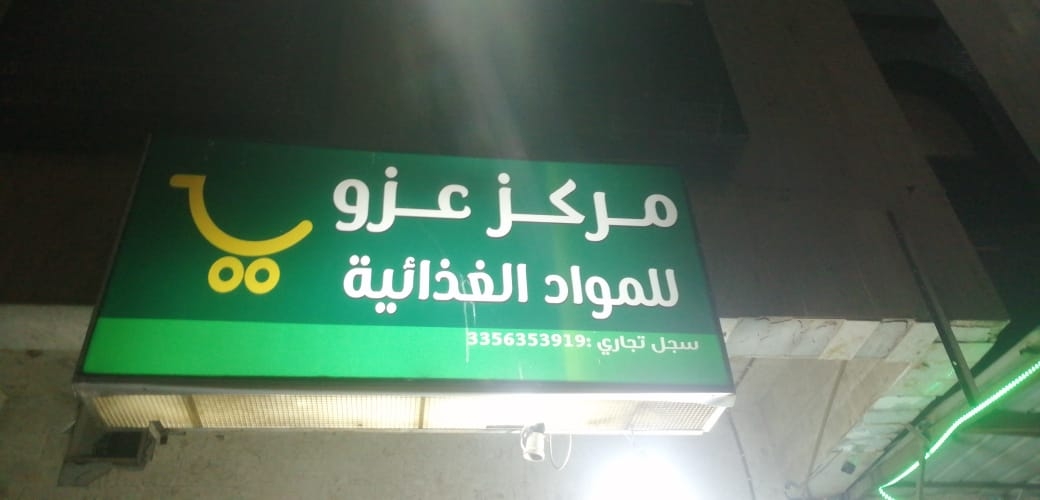 مركز عزو
للمواد الغذائية
سجل تجاري :3356353919